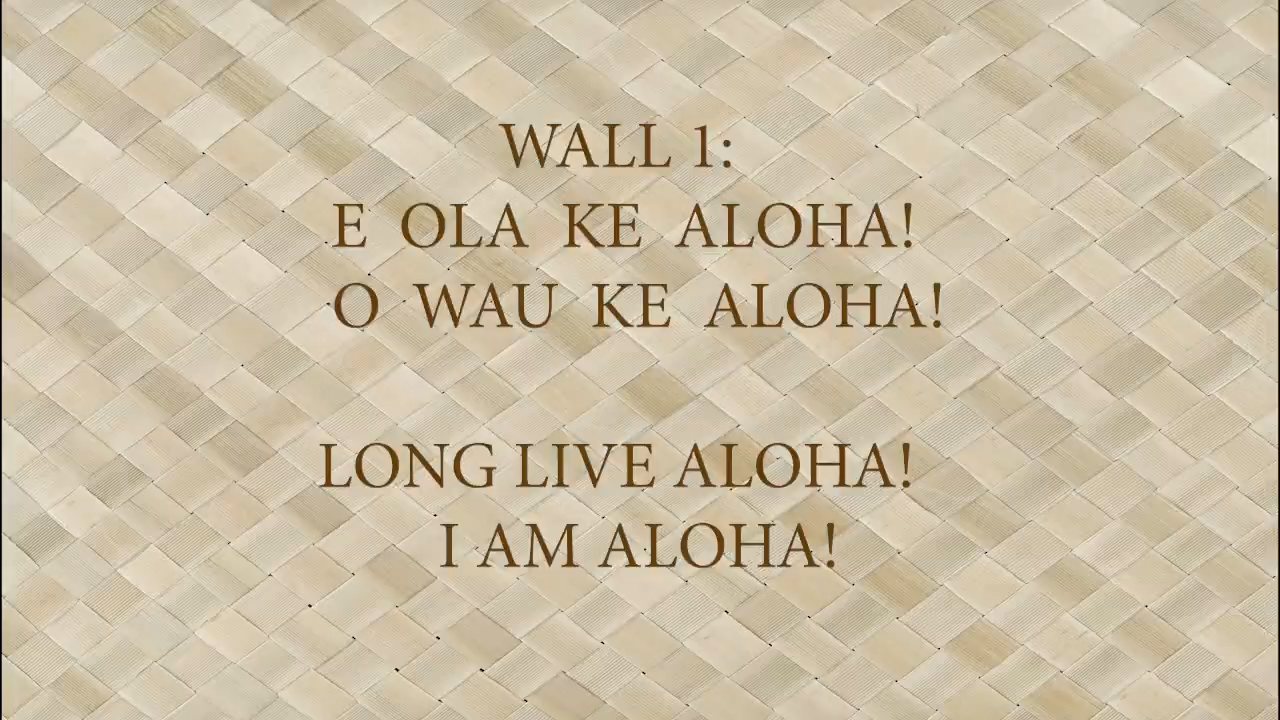 WALL 1:
E OLA KE ALOHA!
O WAU KE ALOHA!
LONG LIVE ALOHA!
I AM ALOHA!